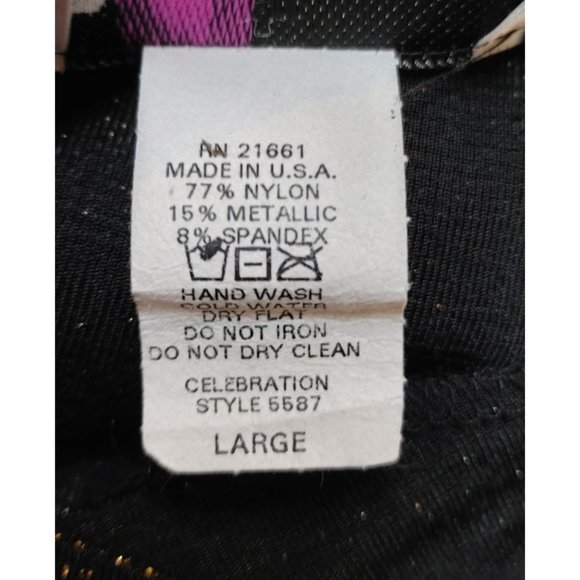 RN 21661
MADE IN U.S.A.
77% NYLON
15% METALLIC
8% SPANDEX
HAND WASH
COLD WATER
DRY FLAT
DO NOT IRON
DO NOT DRY CLEAN
CELEBRATION
STYLE 5587
LARGE